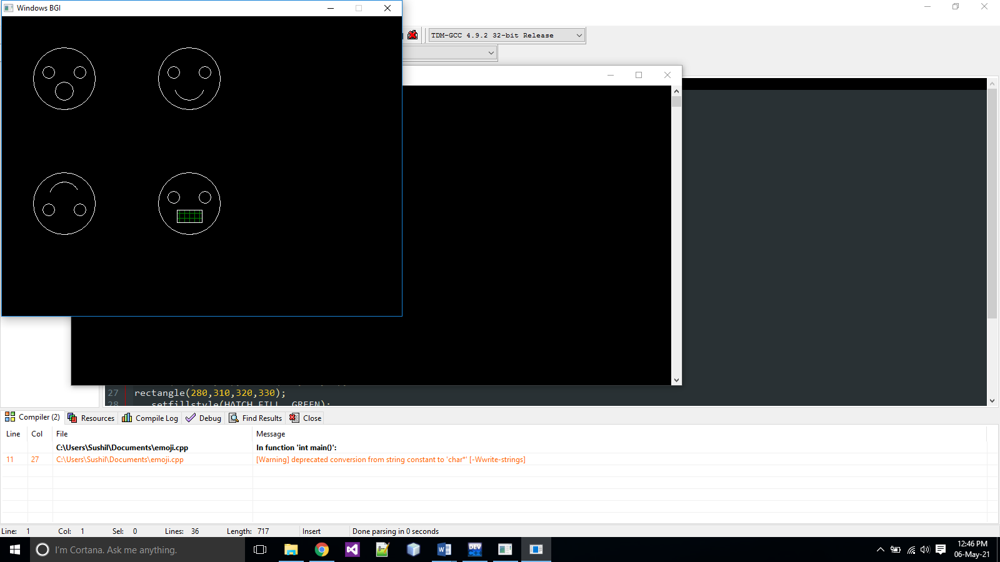 Windows BGI
TDM-GCC 4.9.2 32-bit Release
27 rectangle(280,310,320,330);
28 setfillstyle(HATCH_FILL, GREEN);
Compiler (2) Resources Compile Log Debug Find Results Close
Line Col File Message
C:\Users\Sushil\Documents\emoji.cpp In function 'int main()':
11 27 C:\Users\Sushil\Documents\emoji.cpp [Warning] deprecated conversion from string constant to 'char*' [-Wwrite-strings]
Line: 1 Col: 1 Sel: 0 Lines: 36 Length: 717 Insert Done parsing in 0 seconds
I'm Cortana. Ask me anything.
DEV
12:46 PM
06-May-21